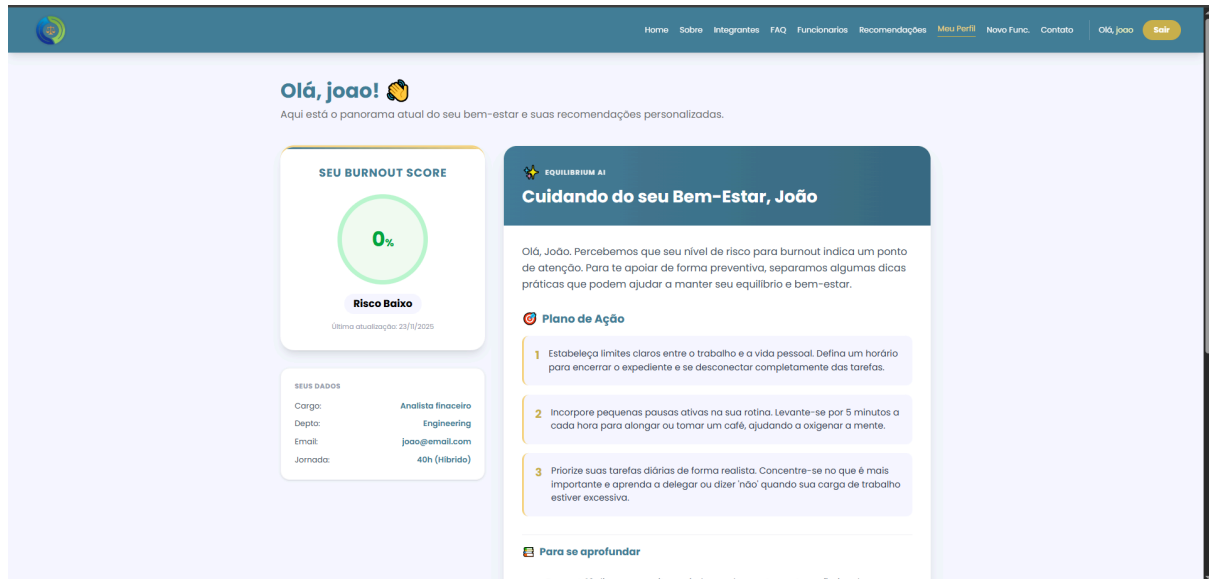 Home Sobre Integrantes FAQ Funcionarios Recomendações Meu Perfil Novo Func. Contato Olá, joao Sair
Olá, joao!
Aqui está o panorama atual do seu bem-estar e suas recomendações personalizadas.
SEU BURNOUT SCORE
0%
Risco Baixo
Última atualização: 23/11/2025
SEUS DADOS
Cargo: Analista finaceiro
Depto: Engineering
Email: joao@email.com
Jornada: 40h (Híbrido)
EQUILIBRIUM AI
Cuidando do seu Bem-Estar, João
Olá, João. Percebemos que seu nível de risco para burnout indica um ponto
de atenção. Para te apoiar de forma preventiva, separamos algumas dicas
práticas que podem ajudar a manter seu equilíbrio e bem-estar.
Plano de Ação
1 Estabeleça limites claros entre o trabalho e a vida pessoal. Defina um horário
para encerrar o expediente e se desconectar completamente das tarefas.
2 Incorpore pequenas pausas ativas na sua rotina. Levante-se por 5 minutos a
cada hora para alongar ou tomar um café, ajudando a oxigenar a mente.
3 Priorize suas tarefas diárias de forma realista. Concentre-se no que é mais
importante e aprenda a delegar ou dizer 'não' quando sua carga de trabalho
estiver excessiva.
Para se aprofundar